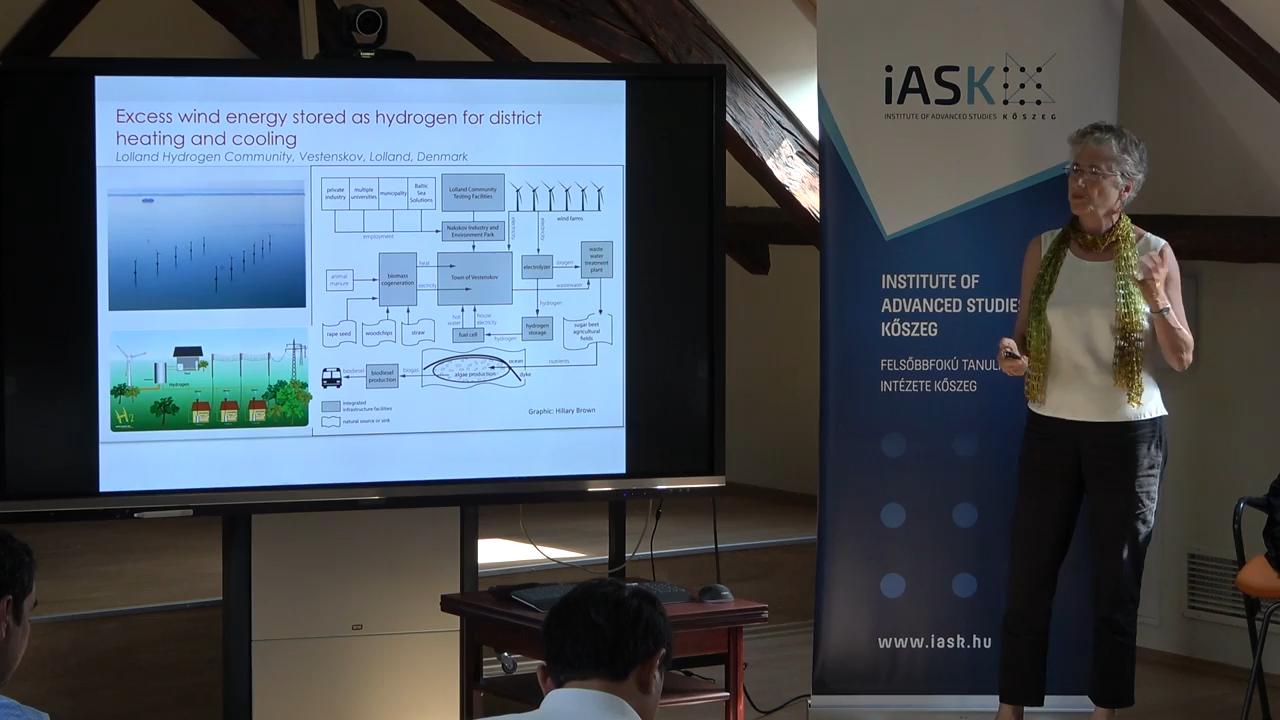 Excess wind energy stored as hydrogen for district
heating and cooling
Lolland Hydrogen Community, Vestenskov, Lolland, Denmark
private
industry
multiple
universities
municipality
Baltic
Sea
Solutions
Lolland Community
Testing Facilities
wind farms
employment
Nakskov Industry and
Environment Park
electricity
electricity
animal
manure
biomass
cogeneration
heat
electricity
Town of Vestenskov
electrolyzer
oxygen
waste
water
treatment
plant
wastewater
hydrogen
rape seed
woodchips
straw
hot
water
house
electricity
fuel cell
hydrogen
hydrogen
storage
sugar beet
agricultural
fields
biodiesel
biodiesel
production
biogas
algae production
ocean
dyke
nutrients
integrated
infrastructure facilities
natural source or sink
Graphic: Hillary Brown
Hydrogen
H2
iASK
INSTITUTE OF ADVANCED STUDIES KŐSZEG
INSTITUTE OF
ADVANCED STUDIES
KŐSZEG
FELSŐBBFOKÚ TANUL
INTÉZETE KŐSZEG
www.iask.hu